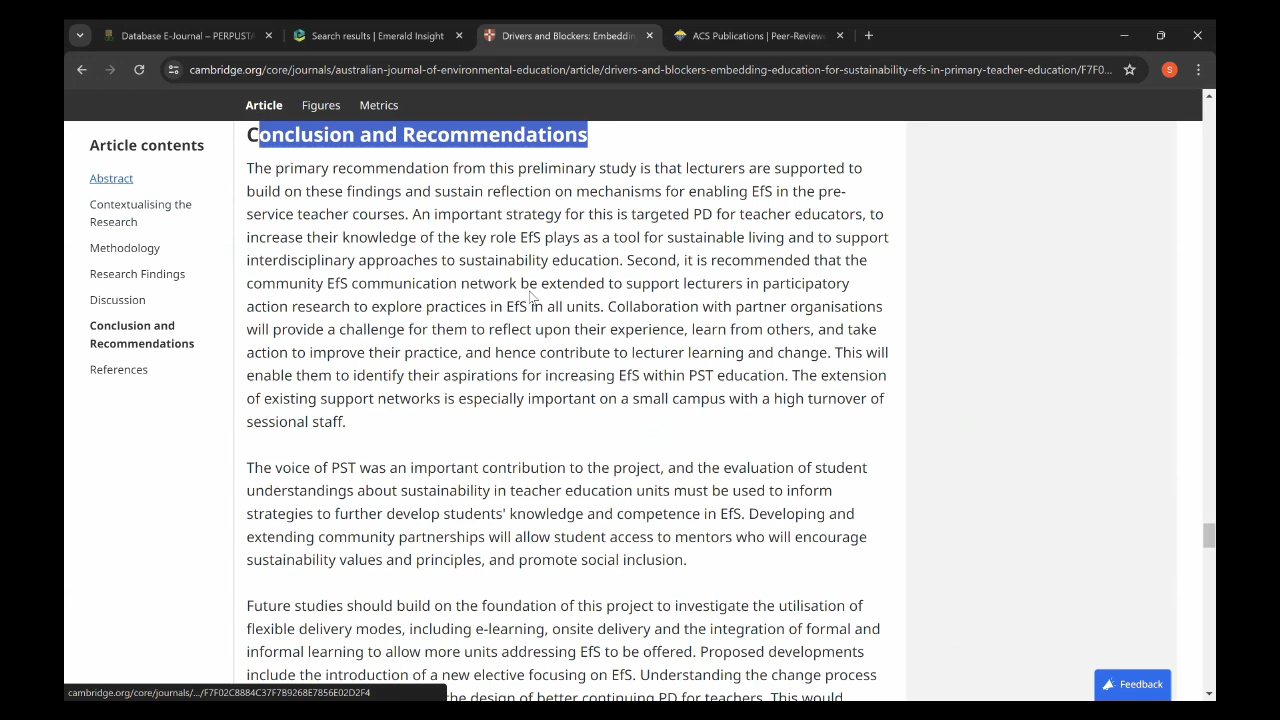 Database E-Journal – PERPUSTA
Search results | Emerald Insight
Drivers and Blockers: Embeddin
ACS Publications | Peer-Review
cambridge.org/core/journals/australian-journal-of-environmental-education/article/drivers-and-blockers-embedding-education-for-sustainability-efs-in-primary-teacher-education/F7F0...
S
Article
Figures
Metrics
Article contents
Abstract
Contextualising the
Research
Methodology
Research Findings
Discussion
Conclusion and
Recommendations
References
Conclusion and Recommendations
The primary recommendation from this preliminary study is that lecturers are supported to
build on these findings and sustain reflection on mechanisms for enabling EfS in the pre-
service teacher courses. An important strategy for this is targeted PD for teacher educators, to
increase their knowledge of the key role EfS plays as a tool for sustainable living and to support
interdisciplinary approaches to sustainability education. Second, it is recommended that the
community EfS communication network be extended to support lecturers in participatory
action research to explore practices in EfS in all units. Collaboration with partner organisations
will provide a challenge for them to reflect upon their experience, learn from others, and take
action to improve their practice, and hence contribute to lecturer learning and change. This will
enable them to identify their aspirations for increasing EfS within PST education. The extension
of existing support networks is especially important on a small campus with a high turnover of
sessional staff.
The voice of PST was an important contribution to the project, and the evaluation of student
understandings about sustainability in teacher education units must be used to inform
strategies to further develop students' knowledge and competence in EfS. Developing and
extending community partnerships will allow student access to mentors who will encourage
sustainability values and principles, and promote social inclusion.
Future studies should build on the foundation of this project to investigate the utilisation of
flexible delivery modes, including e-learning, onsite delivery and the integration of formal and
informal learning to allow more units addressing EfS to be offered. Proposed developments
include the introduction of a new elective focusing on EfS. Understanding the change process
the design of better continuing PD for teachers. This would
Feedback
cambridge.org/core/journals/.../F7F02C8884C37F7B9268E7856E02D2F4